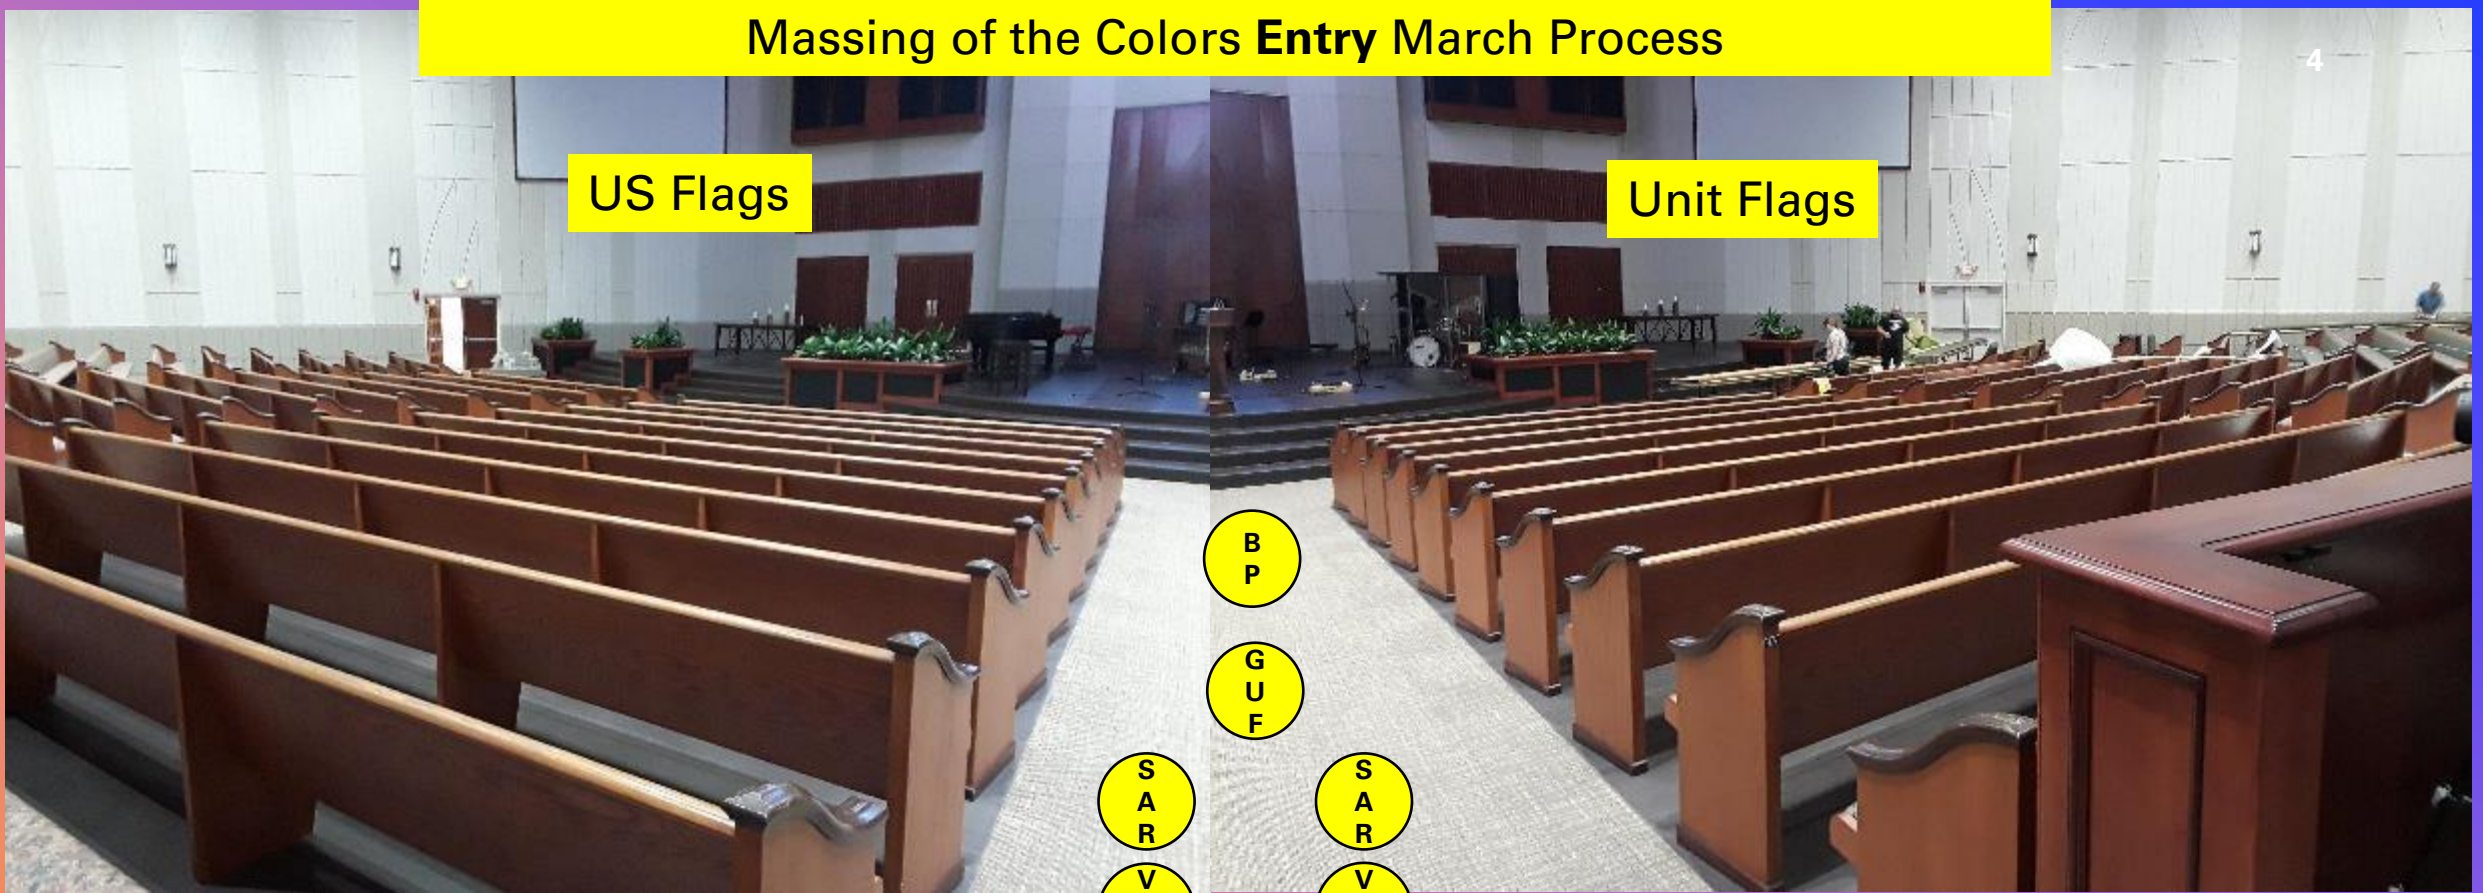 Massing of the Colors Entry March Process
4
US Flags
Unit Flags
B
P
G
U
F
S
A
R
S
A
R
V
V